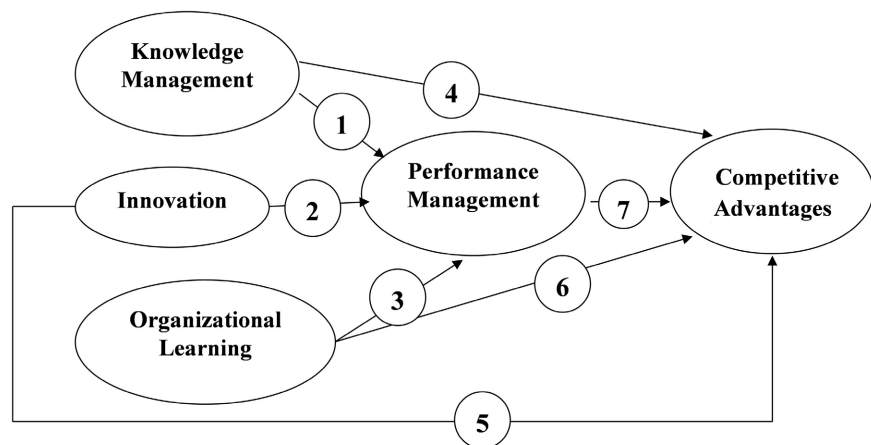 Knowledge
Management
4
1
Performance
Management
Competitive
Advantages
Innovation
2
7
3
6
Organizational
Learning
5